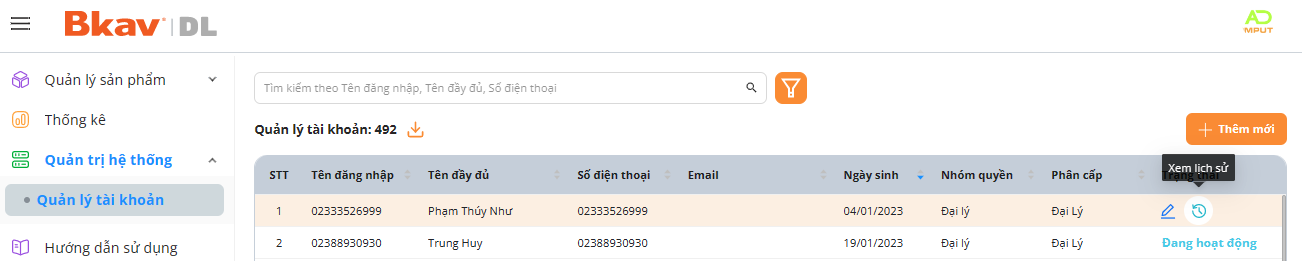 Bkav DL
AD
MPUT
Quản lý sản phẩm
Thống kê
Quản trị hệ thống
Quản lý tài khoản
Hướng dẫn sử dụng
Tìm kiếm theo Tên đăng nhập, Tên đầy đủ, Số điện thoại
Quản lý tài khoản: 492
Thêm mới
Xem lịch sử
STT Tên đăng nhập Tên đầy đủ Số điện thoại Email Ngày sinh Nhóm quyền Phân cấp
1 02333526999 Phạm Thúy Như 02333526999 04/01/2023 Đại lý Đại Lý
2 02388930930 Trung Huy 02388930930 19/01/2023 Đại lý Đại Lý Đang hoạt động